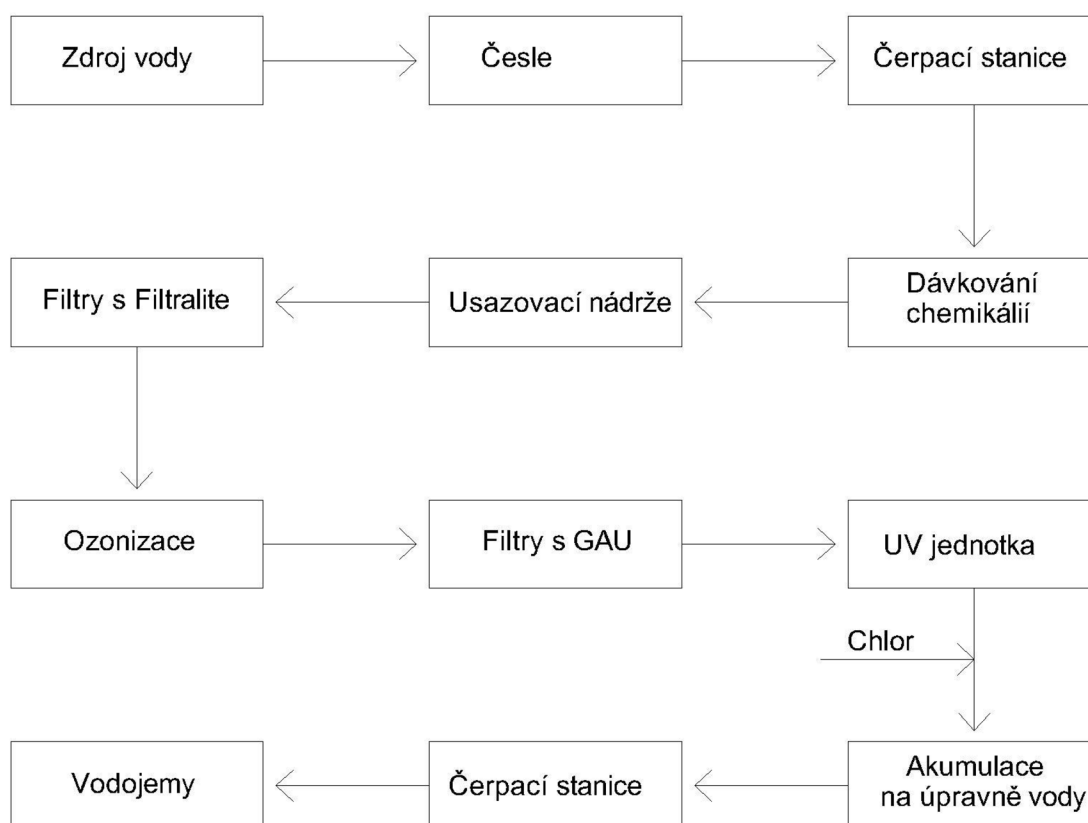 Zdroj vody
Česle
Čerpací stanice
Dávkování
chemikálií
Usazovací nádrže
Filtry s Filtralite
Ozonizace
Filtry s GAU
UV jednotka
Chlor
Akumulace
na úpravně vody
Čerpací stanice
Vodojemy